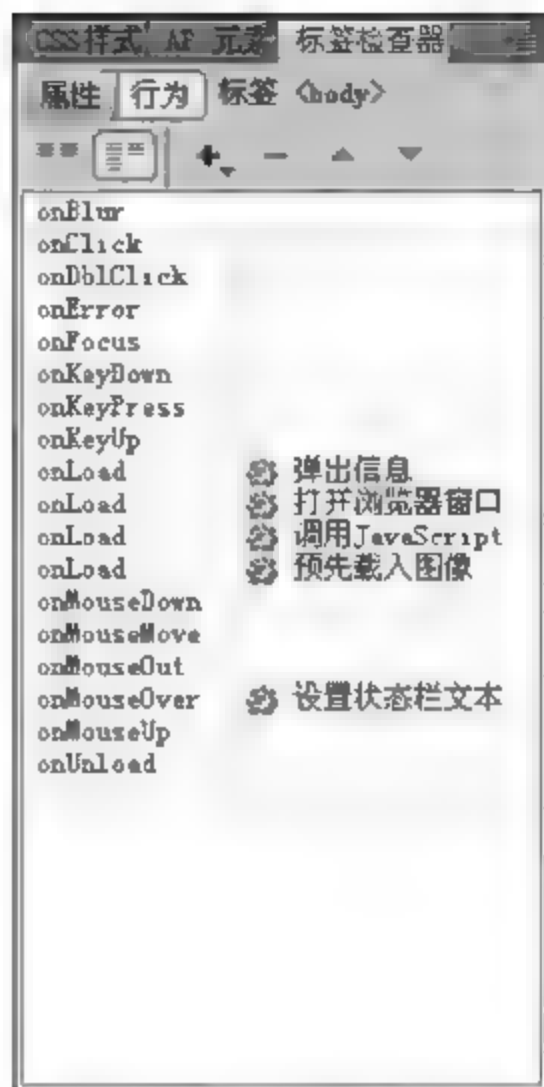 CSS样式 AP 元素 标签检查器
属性 行为 标签 <body>
onBlur
onClick
onDblClick
onError
onFocus
onKeyDown
onKeyPress
onKeyUp
onLoad 弹出信息
onLoad 打开浏览器窗口
onLoad 调用JavaScript
onLoad 预先载入图像
onMouseDown
onMouseMove
onMouseOut
onMouseOver 设置状态栏文本
onMouseUp
onUnload